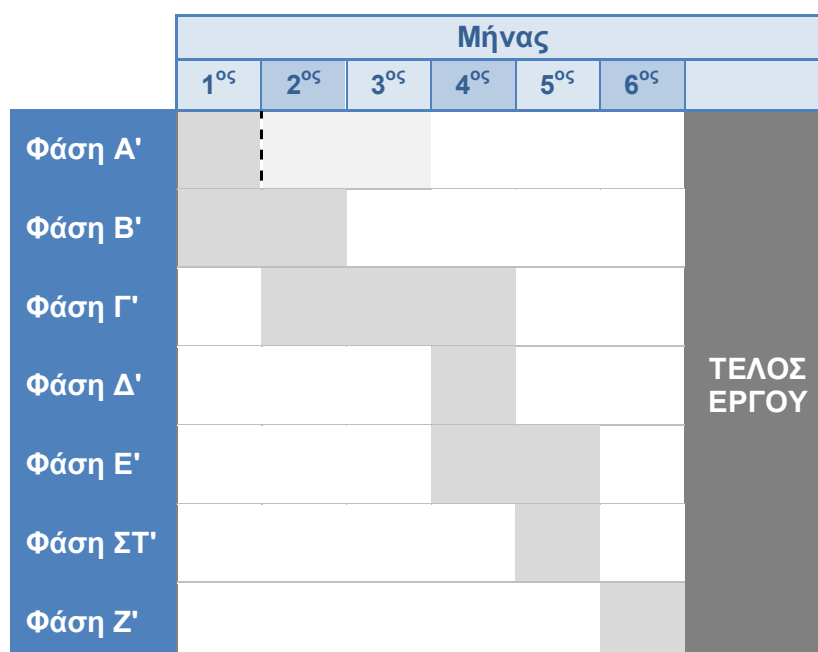 Μήνας
1ος 2ος 3ος 4ος 5ος 6ος
Φάση Α'
Φάση Β'
Φάση Γ'
Φάση Δ'
Φάση Ε'
Φάση ΣΤ'
Φάση Ζ'
ΤΕΛΟΣ
ΕΡΓΟΥ